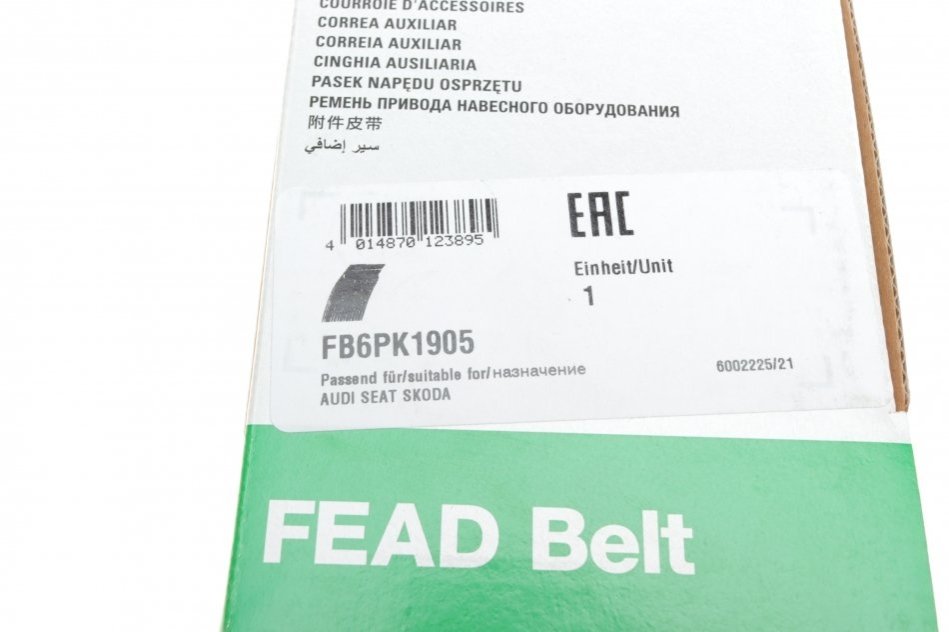 COURROIE D'ACCESSOIRES
CORREA AUXILIAR
CORREIA AUXILIAR
CINGHIA AUSILIARIA
PASEK NAPĘDU OSPRZĘTU
РЕМЕНЬ ПРИВОДА НАВЕСНОГО ОБОРУДОВАНИЯ
附件皮带
سير إضافي
4 014870 123895
EAC
Einheit/Unit
1
FB6PK1905
Passend für/suitable for/назначение
AUDI SEAT SKODA
6002225/21
FEAD Belt